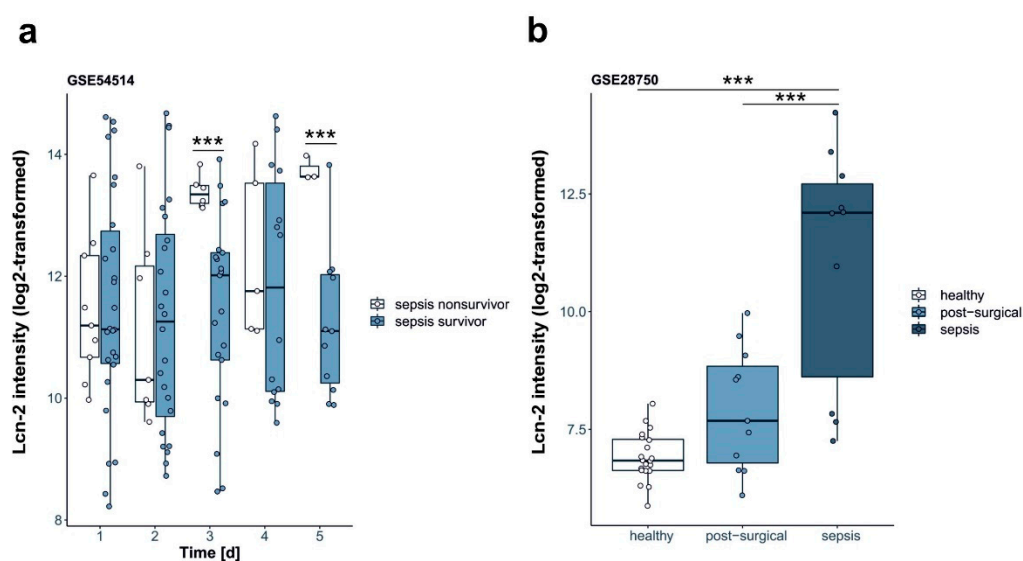 a
GSE54514
Lcn-2 intensity (log2-transformed)
14
12
10
8
***
***
1 2 3 4 5
Time [d]
sepsis nonsurvivor
sepsis survivor
b
GSE28750
Lcn-2 intensity (log2-transformed)
12.5
10.0
7.5
***
***
healthy post-surgical sepsis
healthy
post-surgical
sepsis